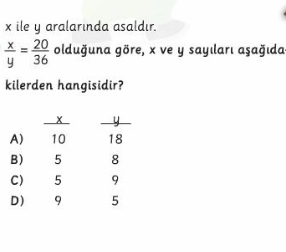 x ile y aralarında asaldır.
x/y = 20/36 olduğuna göre, x ve y sayıları aşağıda-
kilerden hangisidir?
x y
A) 10 18
B) 5 8
C) 5 9
D) 9 5